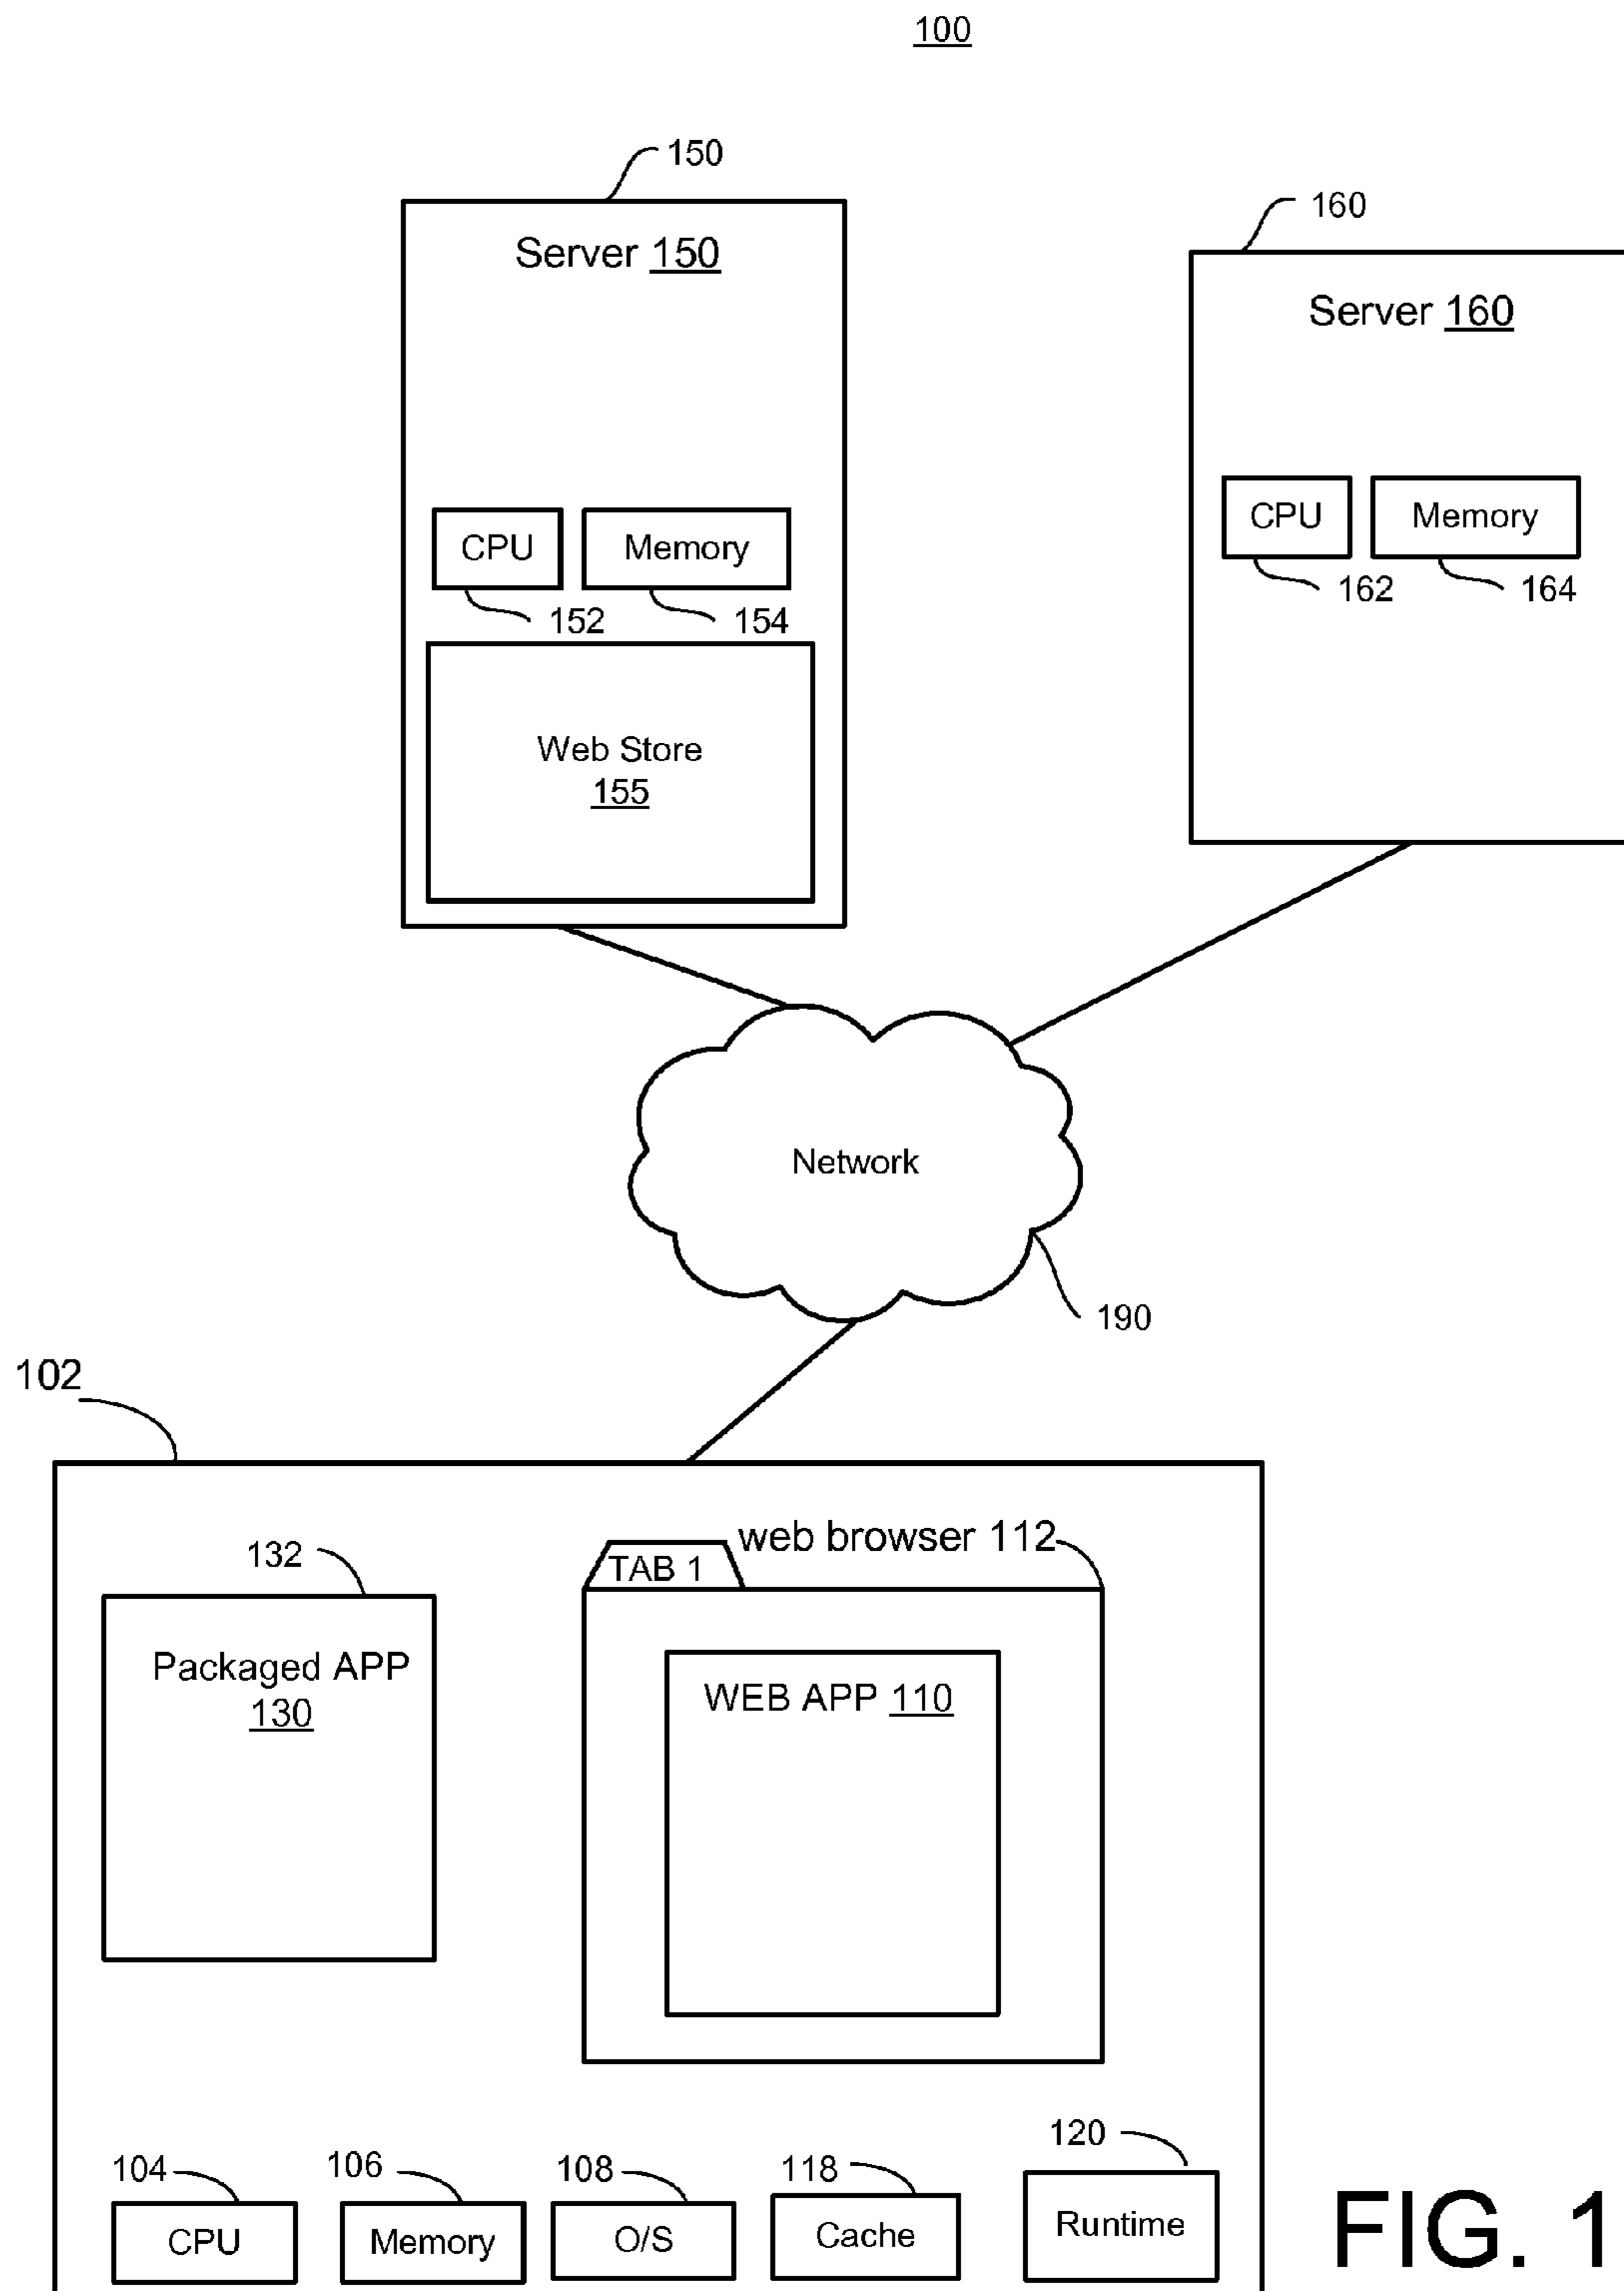 100
150
Server 150
160
Server 160
CPU
Memory
162
164
CPU
Memory
152
154
Web Store
155
Network
190
102
web browser 112
132
TAB 1
Packaged APP
130
WEB APP 110
104
106
108
118
120
CPU
Memory
O/S
Cache
Runtime
FIG. 1